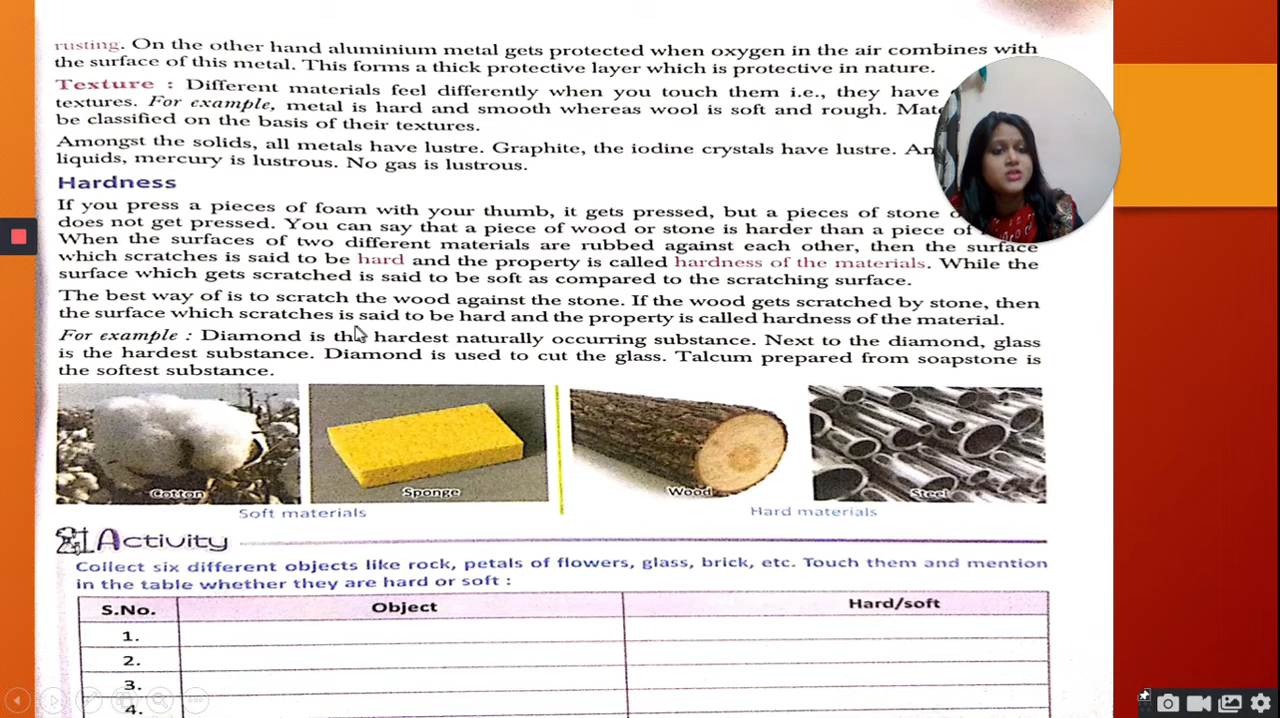 rusting. On the other hand aluminium metal gets protected when oxygen in the air combines with
the surface of this metal. This forms a thick protective layer which is protective in nature.
Texture : Different materials feel differently when you touch them i.e., they have
textures. For example, metal is hard and smooth whereas wool is soft and rough.
be classified on the basis of their textures.
Amongst the solids, all metals have lustre. Graphite, the iodine crystals have lustre.
liquids, mercury is lustrous. No gas is lustrous.
Hardness
If you press a pieces of foam with your thumb, it gets pressed, but a pieces of stone
does not get pressed. You can say that a piece of wood or stone is harder than a piece of
When the surfaces of two different materials are rubbed against each other, then the surface
which scratches is said to be hard and the property is called hardness of the materials. While the
surface which gets scratched is said to be soft as compared to the scratching surface.
The best way of is to scratch the wood against the stone. If the wood gets scratched by stone, then
the surface which scratches is said to be hard and the property is called hardness of the material.
For example : Diamond is the hardest naturally occurring substance. Next to the diamond, glass
is the hardest substance. Diamond is used to cut the glass. Talcum prepared from soapstone is
the softest substance.
Cotton Sponge Wood Steel
Soft materials Hard materials
Activity
Collect six different objects like rock, petals of flowers, glass, brick, etc. Touch them and mention
in the table whether they are hard or soft :
S.No. Object Hard/soft
1.
2.
3.
4.